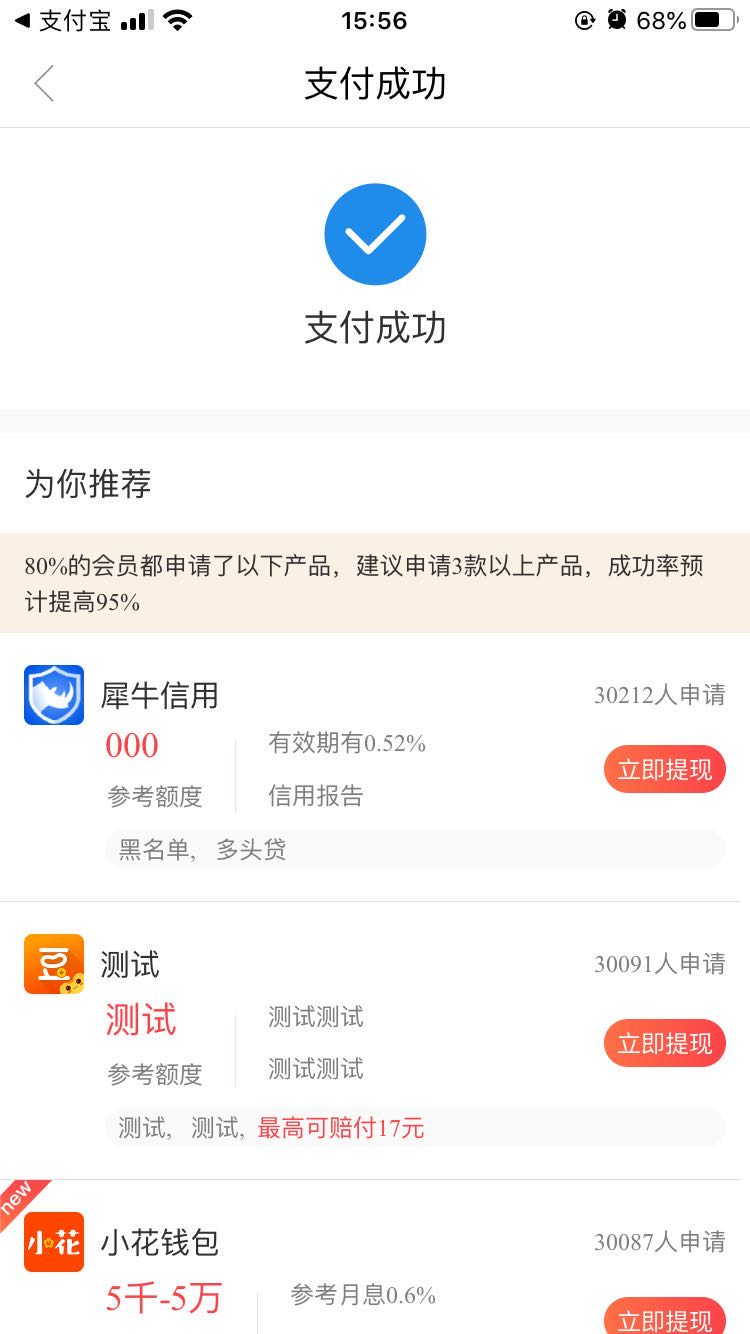 支付宝
15:56
68%
支付成功
支付成功
为你推荐
80%的会员都申请了以下产品，建议申请3款以上产品，成功率预
计提高95%
犀牛信用
30212人申请
000
有效期有0.52%
立即提现
参考额度
信用报告
黑名单， 多头贷
豆
测试
30091人申请
测试
测试测试
立即提现
参考额度
测试测试
测试， 测试, 最高可赔付17元
new
小花
小花钱包
30087人申请
5千-5万
参考月息0.6%
立即提现